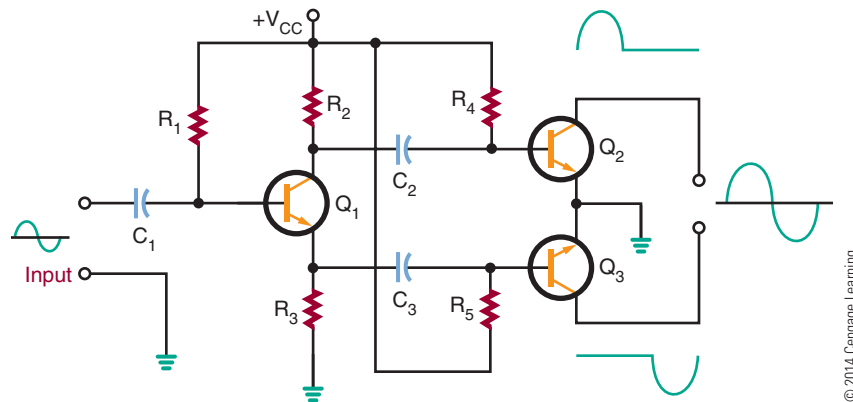 +VCC
R1
R2
R4
Q2
C2
Q1
C1
Input
Q3
C3
R3
R5
© 2014 Cengage Learning